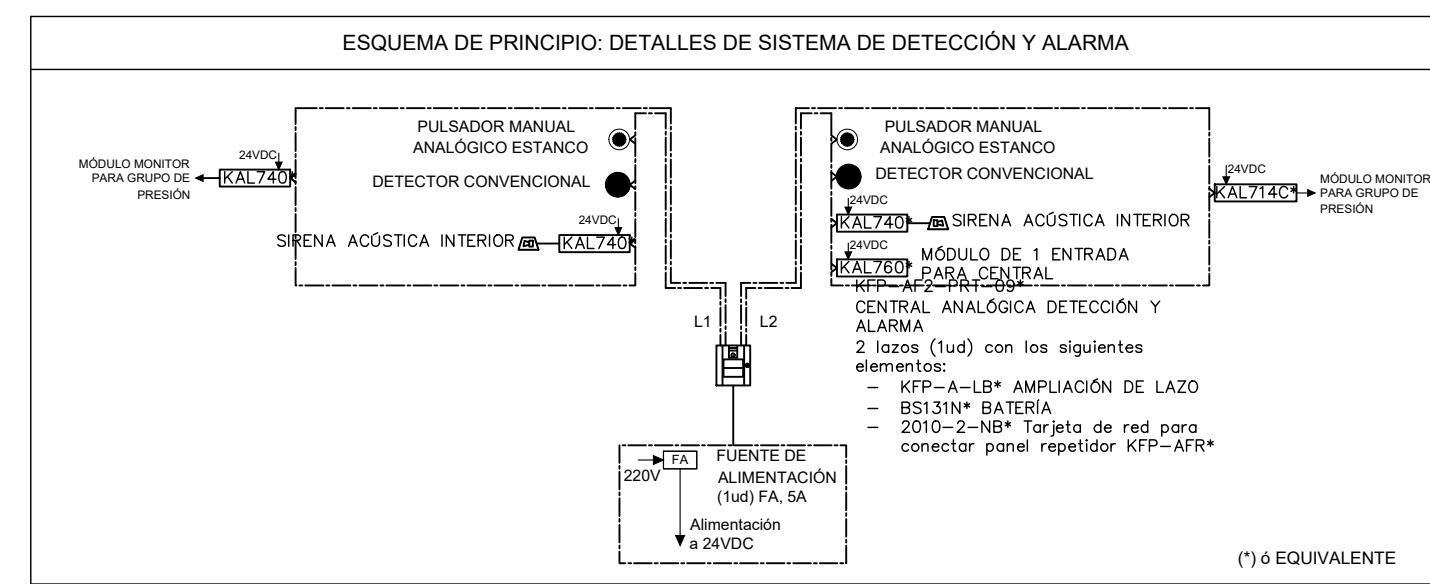 ESQUEMA DE PRINCIPIO: DETALLES DE SISTEMA DE DETECCIÓN Y ALARMA
PULSADOR MANUAL
ANALÓGICO ESTANCO
DETECTOR CONVENCIONAL
24VDC
KAL740*
MÓDULO MONITOR
PARA GRUPO DE
PRESIÓN
24VDC
SIRENA ACÚSTICA INTERIOR
KAL740*
PULSADOR MANUAL
ANALÓGICO ESTANCO
DETECTOR CONVENCIONAL
24VDC
KAL740*
SIRENA ACÚSTICA INTERIOR
24VDC
KAL760*
MÓDULO DE 1 ENTRADA
PARA CENTRAL
24VDC
KAL714C*
MÓDULO MONITOR
PARA GRUPO DE
PRESIÓN
KFP-AF2-PRT-09*
CENTRAL ANALÓGICA DETECCIÓN Y
ALARMA
2 lazos (1ud) con los siguientes
elementos:
- KFP-A-LB* AMPLIACIÓN DE LAZO
- BS131N* BATERÍA
- 2010-2-NB* Tarjeta de red para
conectar panel repetidor KFP-AFR*
L1
L2
220V
FA
FUENTE DE
ALIMENTACIÓN
(1ud) FA, 5A
Alimentación
a 24VDC
(*) ó EQUIVALENTE